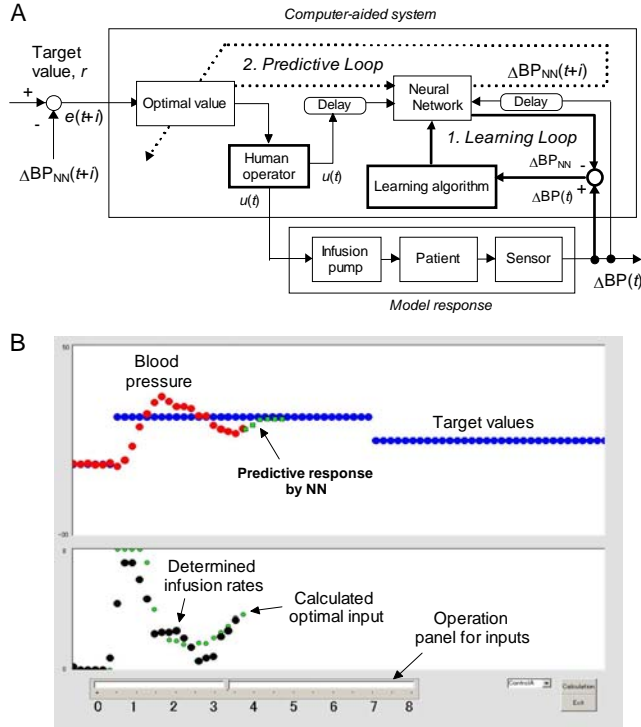 A
Computer-aided system
Target
value, r
+
-
e(t+i)
ΔBPNN(t+i)
Optimal value
2. Predictive Loop
Delay
Neural
Network
ΔBPNN(t+i)
Delay
1. Learning Loop
Human
operator
u(t)
u(t)
Learning algorithm
ΔBPNN
-
+
ΔBP(t)
Infusion
pump
Patient
Sensor
ΔBP(t)
Model response
B
50
Blood
pressure
Target values
Predictive response
by NN
-30
8
Determined
infusion rates
Calculated
optimal input
Operation
panel for inputs
0
0 1 2 3 4 5 6 7 8
ControlA
Calculation
Exit